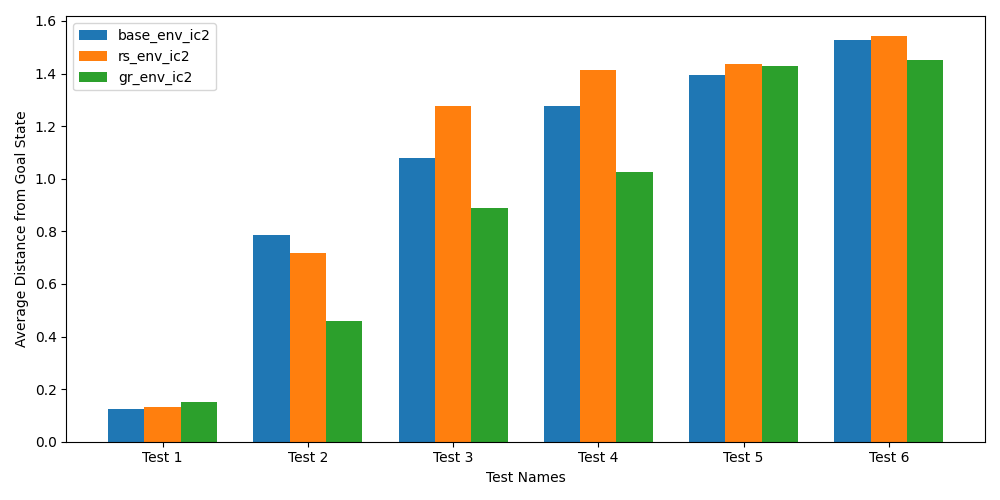 base_env_ic2
rs_env_ic2
gr_env_ic2
Average Distance from Goal State
1.6
1.4
1.2
1.0
0.8
0.6
0.4
0.2
0.0
Test 1 Test 2 Test 3 Test 4 Test 5 Test 6
Test Names